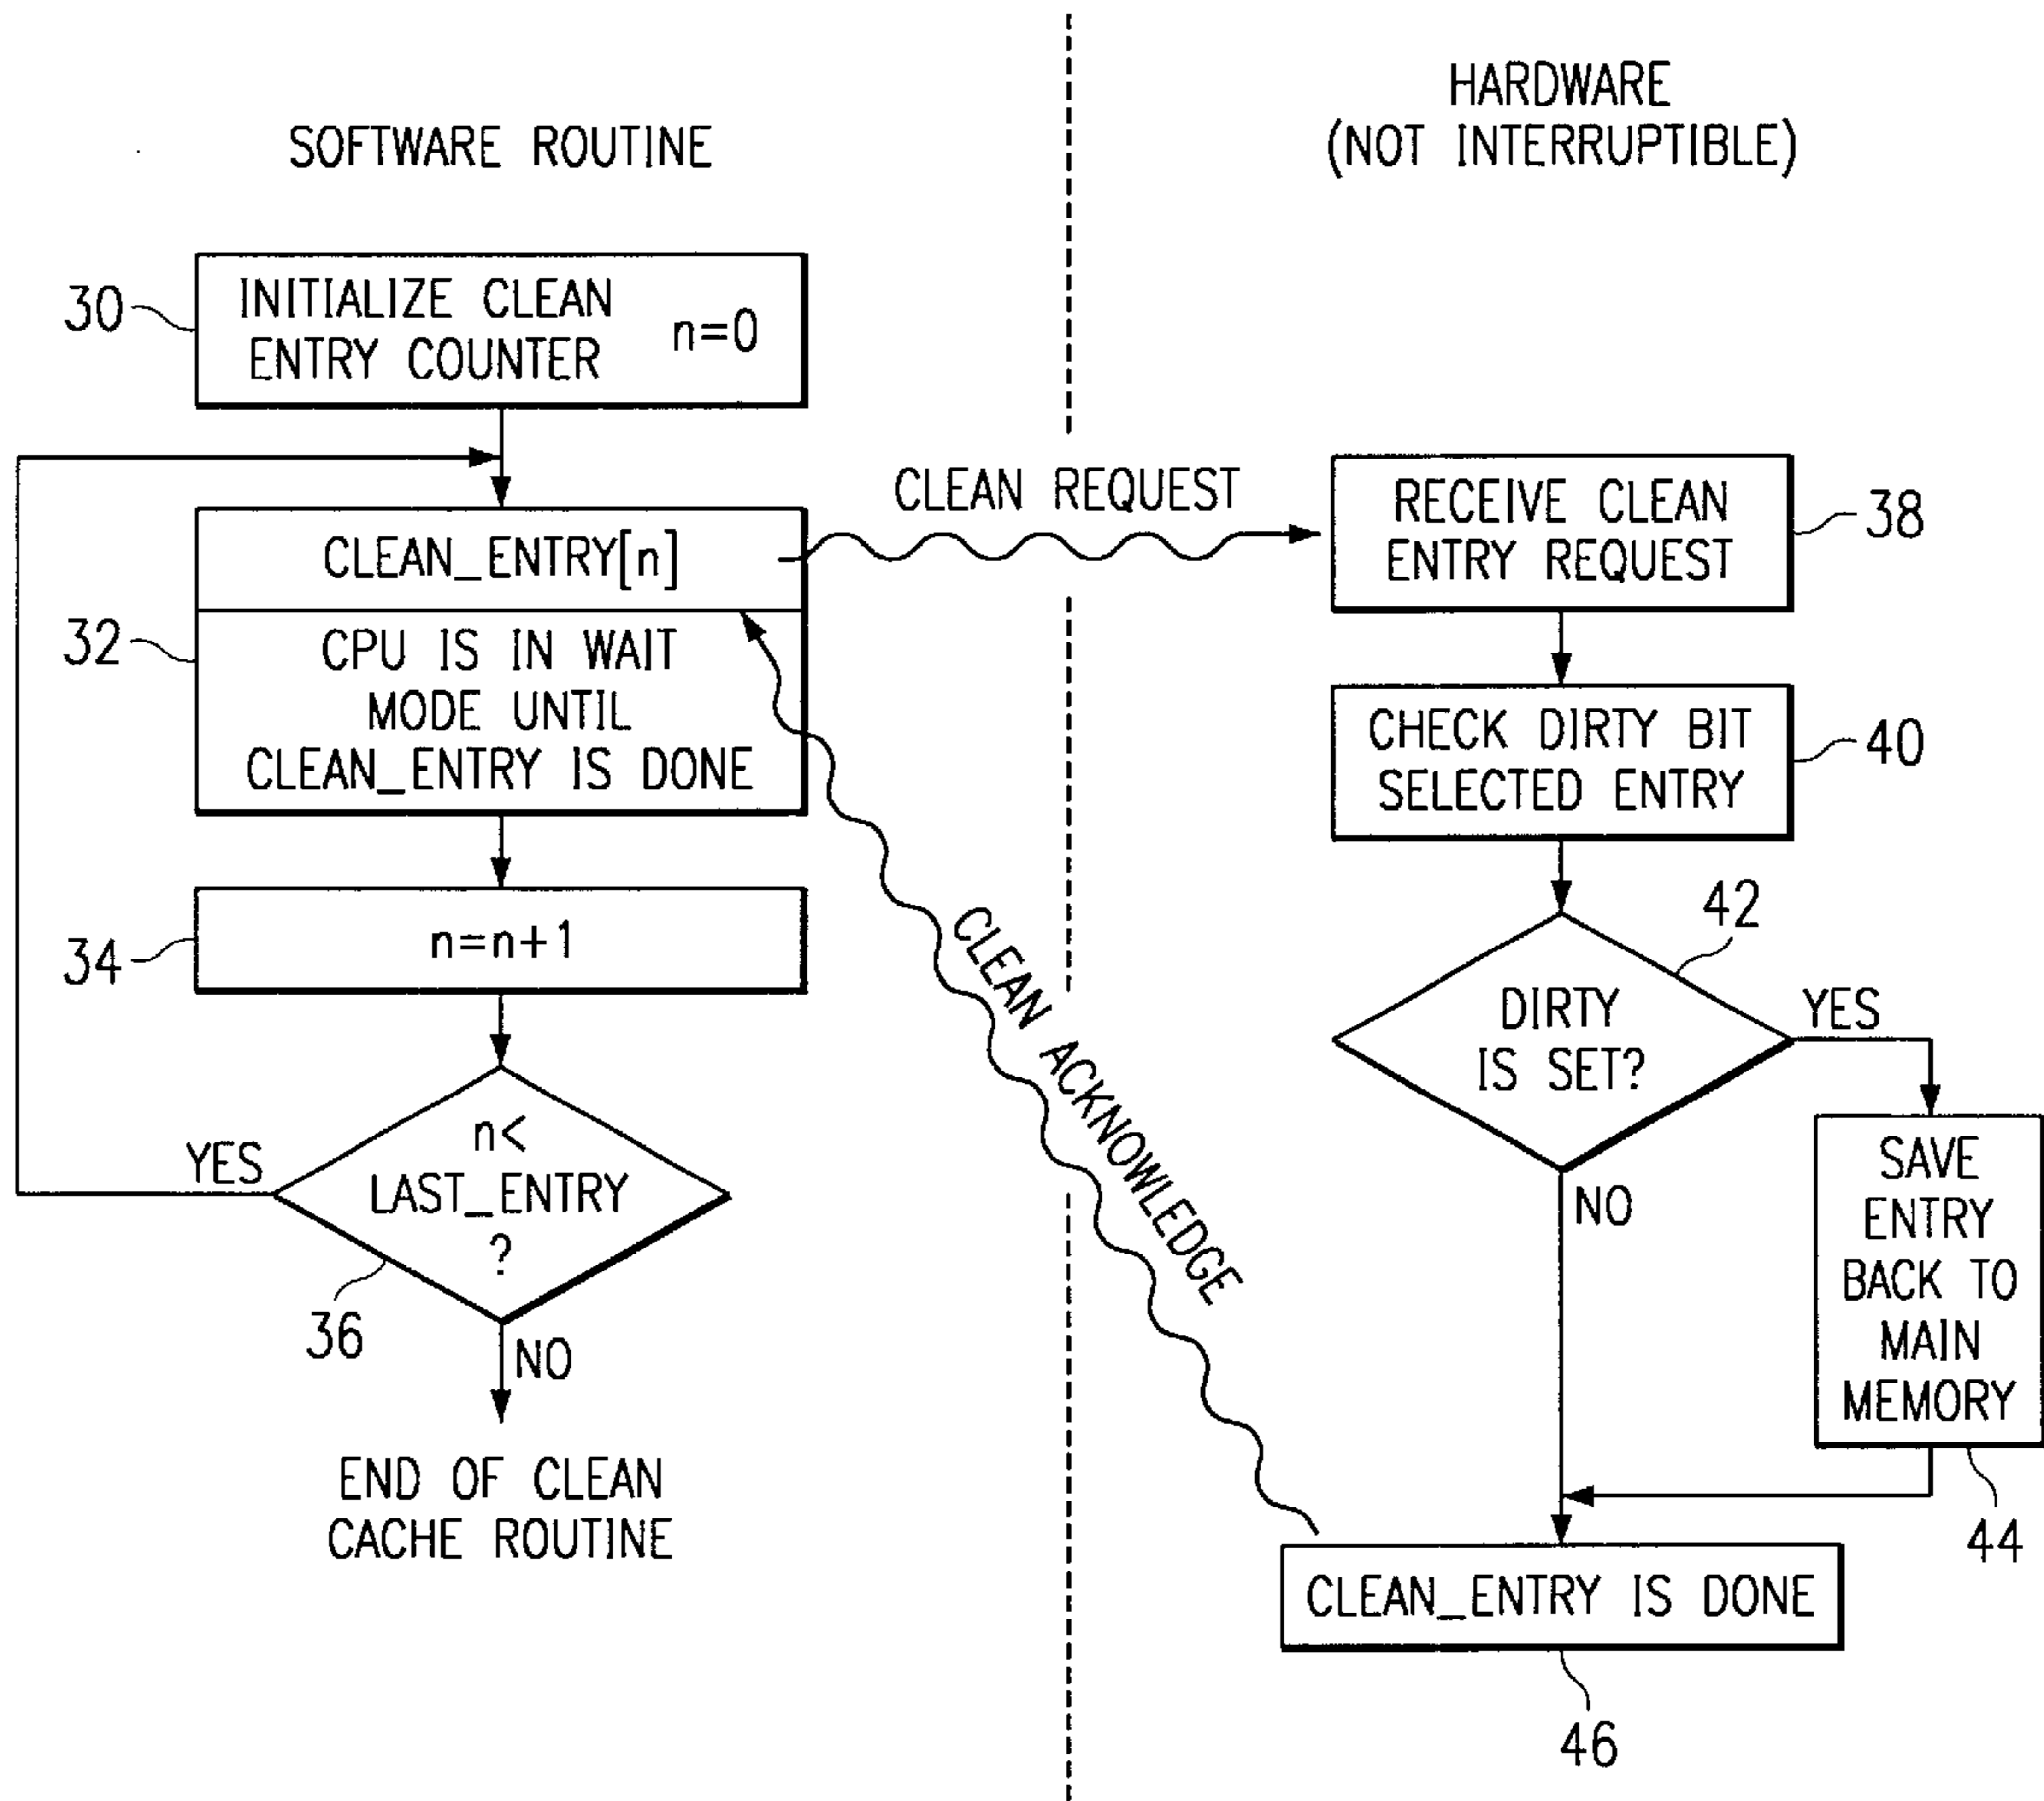 SOFTWARE ROUTINE
30
INITIALIZE CLEAN
ENTRY COUNTER
n=0
CLEAN_ENTRY[n]
32
CPU IS IN WAIT
MODE UNTIL
CLEAN_ENTRY IS DONE
34
n=n+1
n<
LAST_ENTRY
?
YES
36
NO
END OF CLEAN
CACHE ROUTINE
CLEAN REQUEST
CLEAN ACKNOWLEDGE
HARDWARE
(NOT INTERRUPTIBLE)
RECEIVE CLEAN
ENTRY REQUEST
38
CHECK DIRTY BIT
SELECTED ENTRY
40
42
DIRTY
IS SET?
YES
NO
SAVE
ENTRY
BACK TO
MAIN
MEMORY
44
CLEAN_ENTRY IS DONE
46